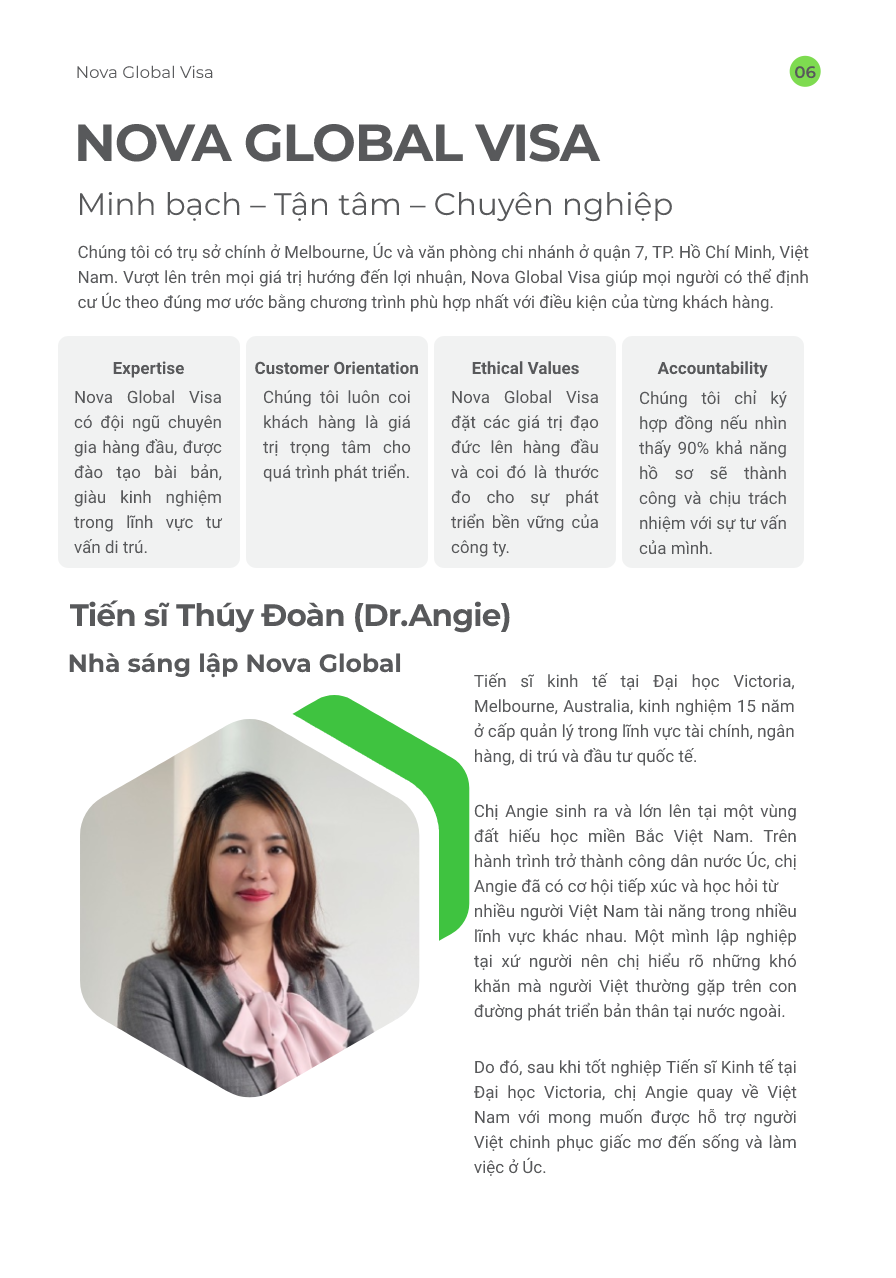 Nova Global Visa
06
NOVA GLOBAL VISA
Minh bạch – Tận tâm – Chuyên nghiệp
Chúng tôi có trụ sở chính ở Melbourne, Úc và văn phòng chi nhánh ở quận 7, TP. Hồ Chí Minh, Việt
Nam. Vượt lên trên mọi giá trị hướng đến lợi nhuận, Nova Global Visa giúp mọi người có thể định
cư Úc theo đúng mơ ước bằng chương trình phù hợp nhất với điều kiện của từng khách hàng.
Expertise
Nova Global Visa
có đội ngũ chuyên
gia hàng đầu, được
đào tạo bài bản,
giàu kinh nghiệm
trong lĩnh vực tư
vấn di trú.
Customer Orientation
Chúng tôi luôn coi
khách hàng là giá
trị trọng tâm cho
quá trình phát triển.
Ethical Values
Nova Global Visa
đặt các giá trị đạo
đức lên hàng đầu
và coi đó là thước
đo cho sự phát
triển bền vững của
công ty.
Accountability
Chúng tôi chỉ ký
hợp đồng nếu nhìn
thấy 90% khả năng
hồ sơ sẽ thành
công và chịu trách
nhiệm với sự tư vấn
của mình.
Tiến sĩ Thúy Đoàn (Dr.Angie)
Nhà sáng lập Nova Global
Tiến sĩ kinh tế tại Đại học Victoria,
Melbourne, Australia, kinh nghiệm 15 năm
ở cấp quản lý trong lĩnh vực tài chính, ngân
hàng, di trú và đầu tư quốc tế.
Chị Angie sinh ra và lớn lên tại một vùng
đất hiếu học miền Bắc Việt Nam. Trên
hành trình trở thành công dân nước Úc, chị
Angie đã có cơ hội tiếp xúc và học hỏi từ
nhiều người Việt Nam tài năng trong nhiều
lĩnh vực khác nhau. Một mình lập nghiệp
tại xứ người nên chị hiểu rõ những khó
khăn mà người Việt thường gặp trên con
đường phát triển bản thân tại nước ngoài.
Do đó, sau khi tốt nghiệp Tiến sĩ Kinh tế tại
Đại học Victoria, chị Angie quay về Việt
Nam với mong muốn được hỗ trợ người
Việt chinh phục giấc mơ đến sống và làm
việc ở Úc.